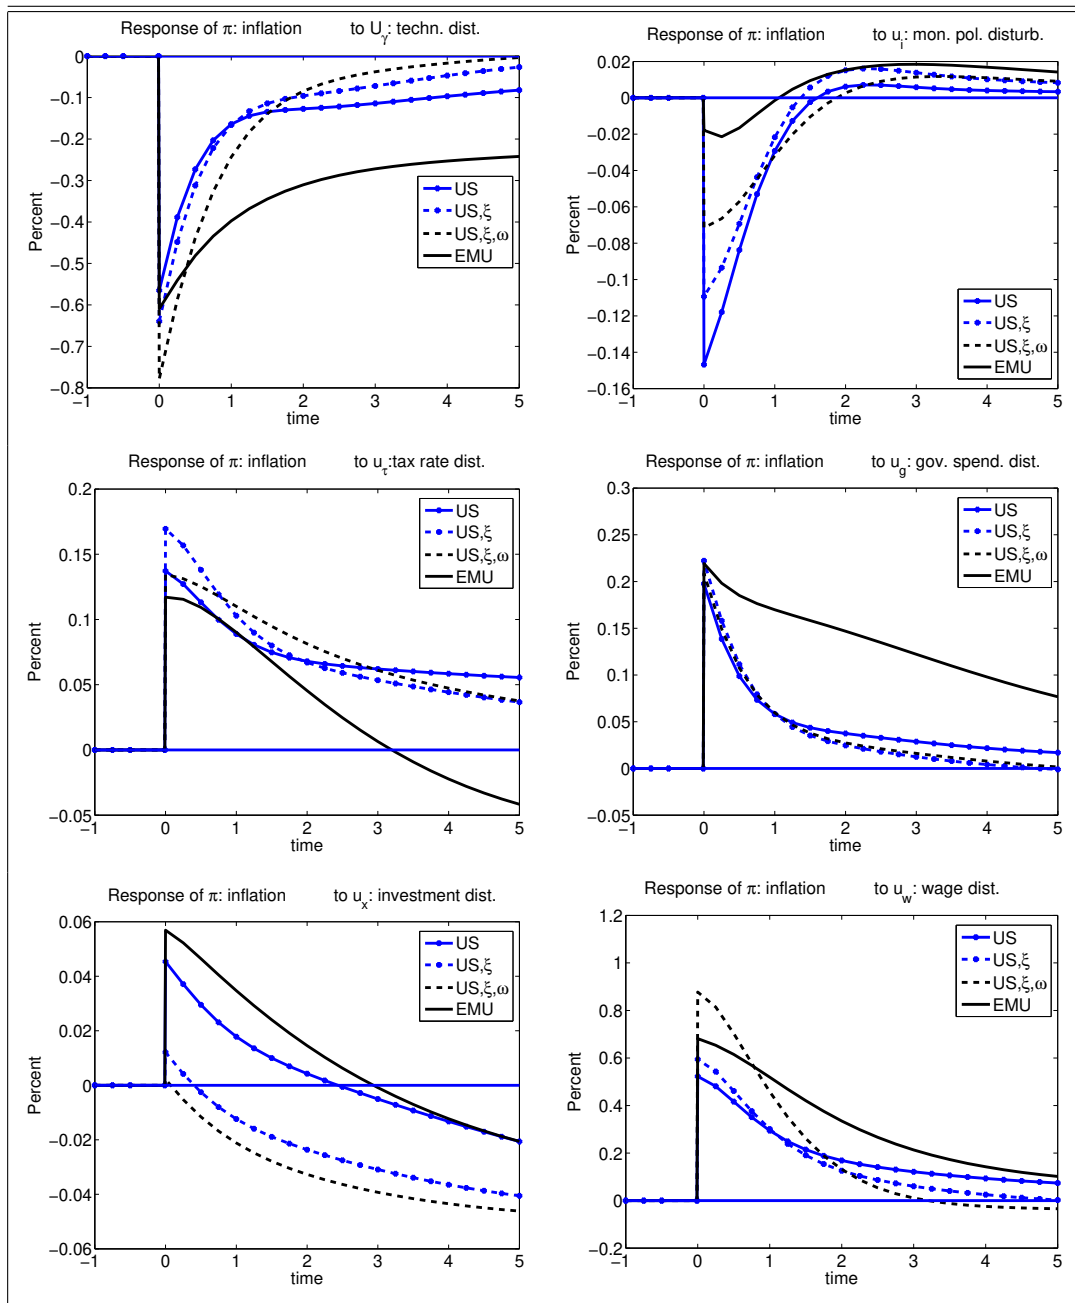 Response of π: inflation to Uγ: techn. dist.
0
−0.1
−0.2
−0.3
−0.4
−0.5
−0.6
−0.7
−0.8
Percent
US
US,ξ
US,ξ,ω
EMU
−1 0 1 2 3 4 5
time
Response of π: inflation to ui: mon. pol. disturb.
0.02
0
−0.02
−0.04
−0.06
−0.08
−0.1
−0.12
−0.14
−0.16
Percent
US
US,ξ
US,ξ,ω
EMU
−1 0 1 2 3 4 5
time
Response of π: inflation to uτ:tax rate dist.
0.2
0.15
0.1
0.05
0
−0.05
Percent
US
US,ξ
US,ξ,ω
EMU
−1 0 1 2 3 4 5
time
Response of π: inflation to ug: gov. spend. dist.
0.3
0.25
0.2
0.15
0.1
0.05
0
−0.05
Percent
US
US,ξ
US,ξ,ω
EMU
−1 0 1 2 3 4 5
time
Response of π: inflation to ux: investment dist.
0.06
0.04
0.02
0
−0.02
−0.04
−0.06
Percent
US
US,ξ
US,ξ,ω
EMU
−1 0 1 2 3 4 5
time
Response of π: inflation to uw: wage dist.
1.2
1
0.8
0.6
0.4
0.2
0
−0.2
Percent
US
US,ξ
US,ξ,ω
EMU
−1 0 1 2 3 4 5
time